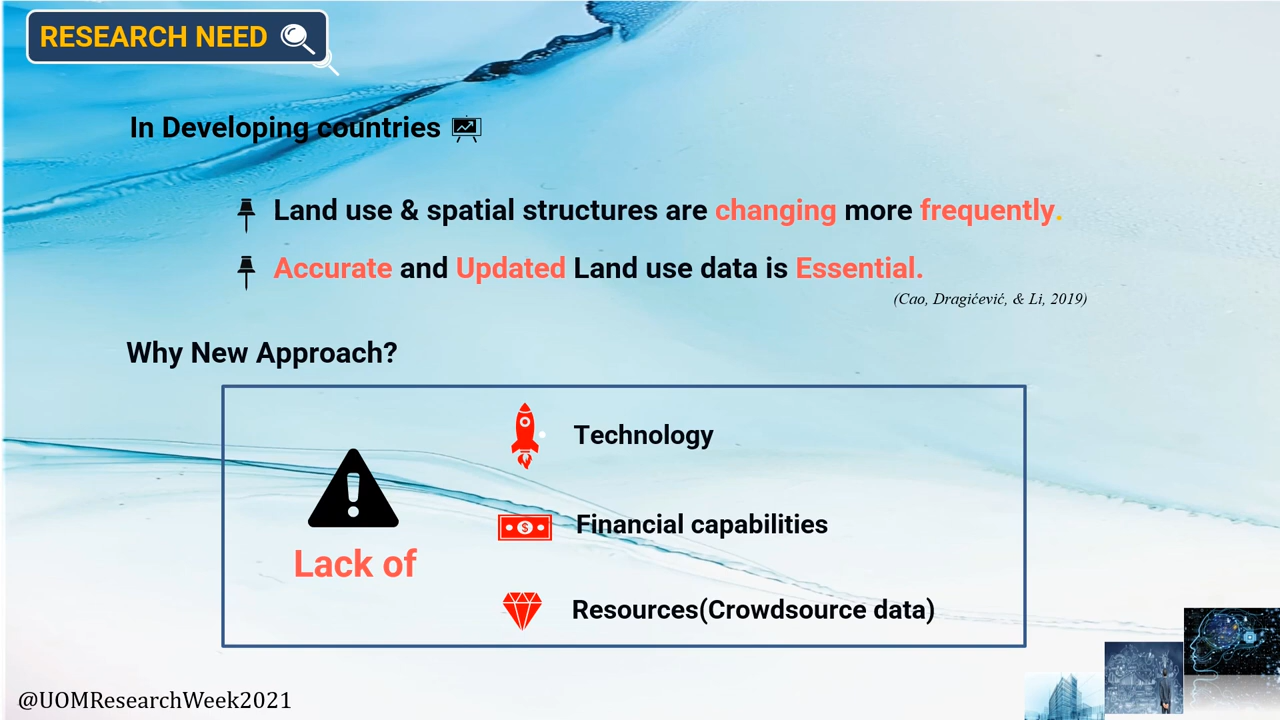 RESEARCH NEED
In Developing countries
Land use & spatial structures are changing more frequently.
Accurate and Updated Land use data is Essential.
(Cao, Dragićević, & Li, 2019)
Why New Approach?
Technology
Financial capabilities
Lack of
Resources(Crowdsource data)
@UOMResearchWeek2021